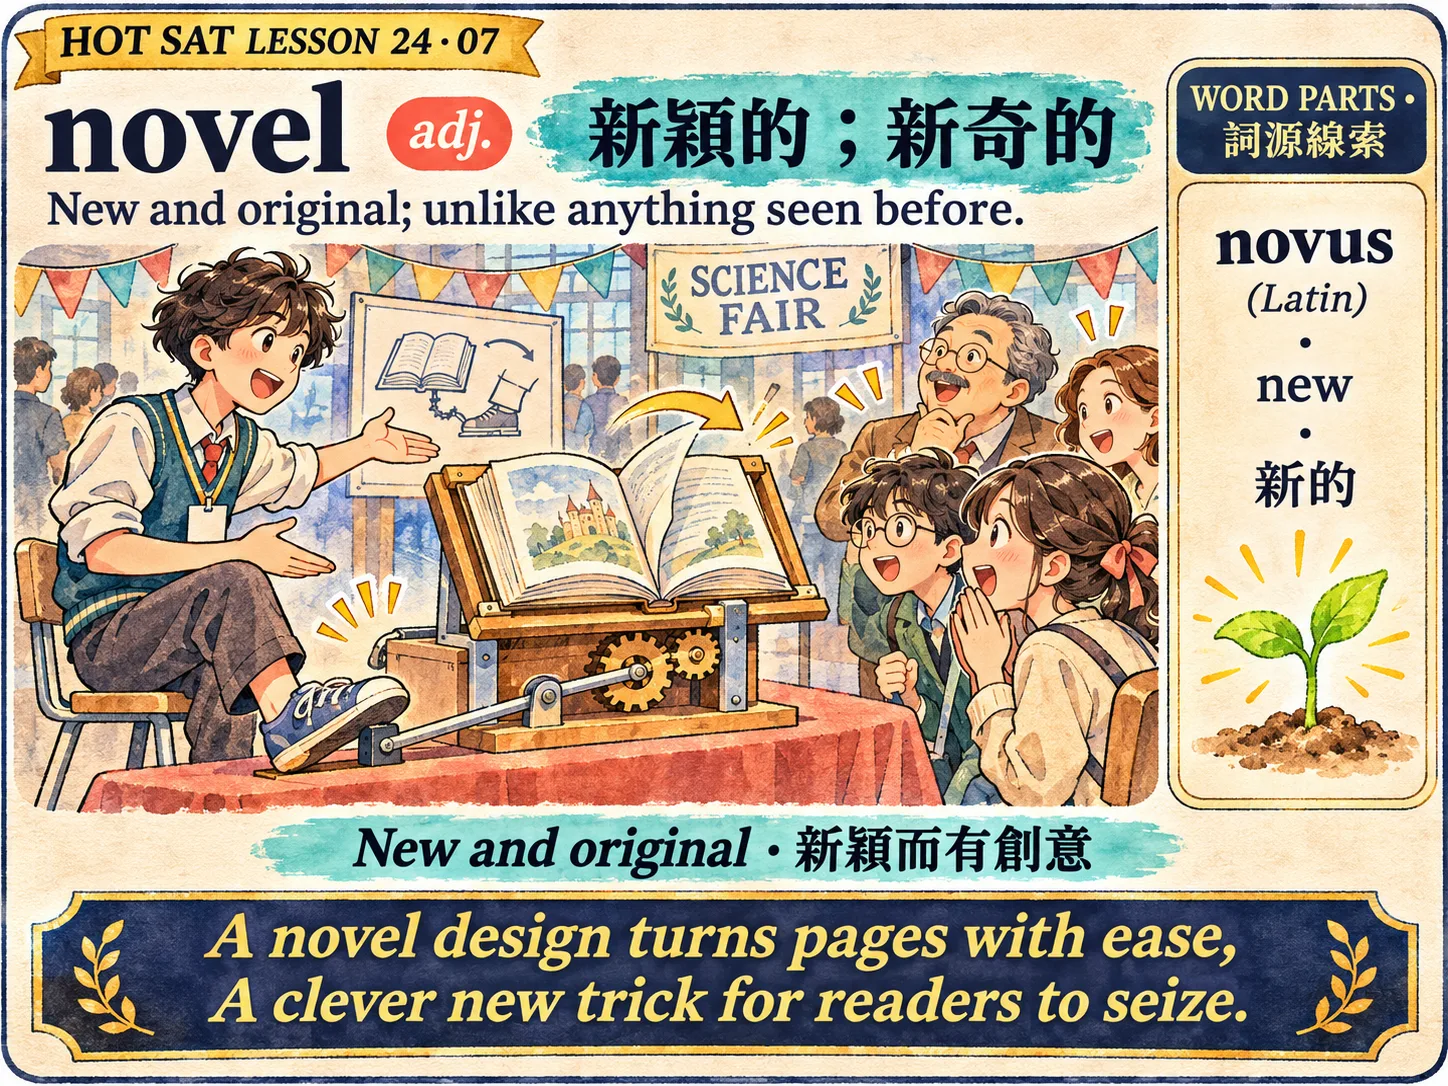 HOT SAT LESSON 24·07
novel adj. 新穎的；新奇的
New and original; unlike anything seen before.
SCIENCE
FAIR
WORD PARTS •
詞源線索
novus
(Latin)
•
new
•
新的
New and original · 新穎而有創意
A novel design turns pages with ease,
A clever new trick for readers to seize.